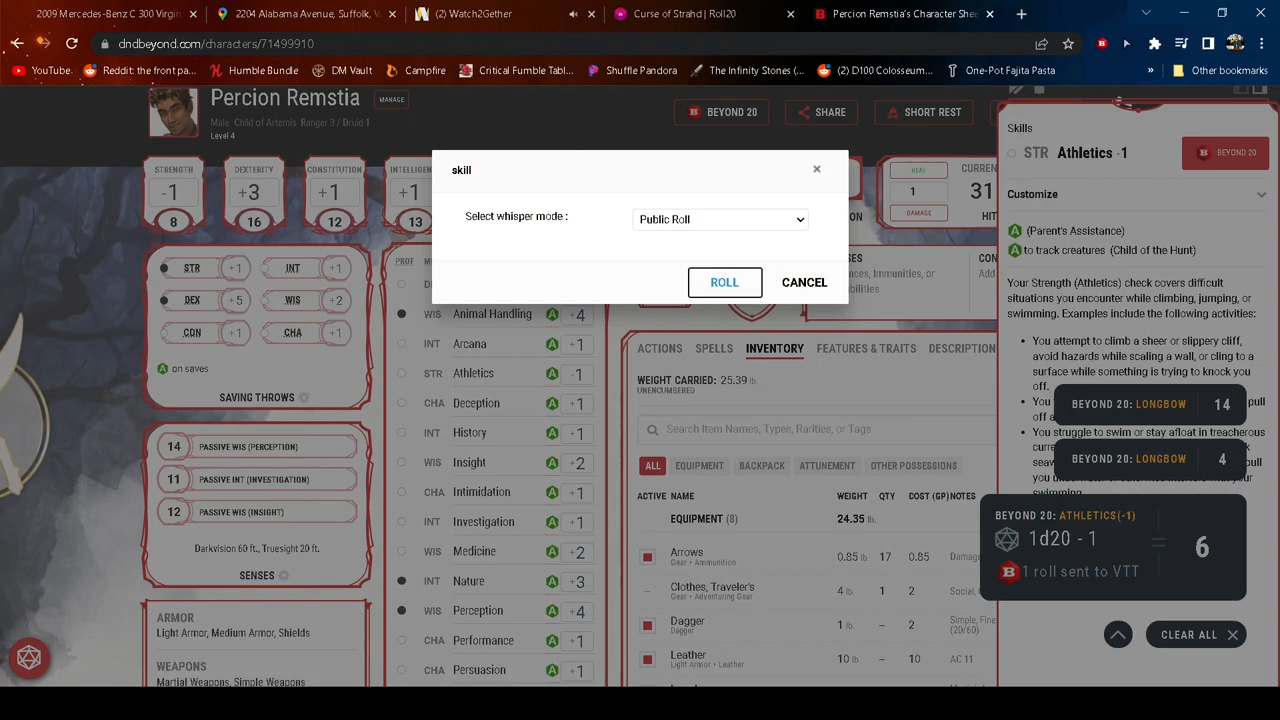 2009 Mercedes-Benz C 300 Virgin
2204 Alabama Avenue, Suffolk, V
(2) Watch2Gether
Curse of Strahd | Roll20
Percion Remstia's Character She
dndbeyond.com/characters/71499910
YouTube
Reddit: the front pa...
Humble Bundle
DM Vault
Campfire
Critical Fumble Tabl...
Shuffle Pandora
The Infinity Stones (...
(2) D100 Colosseum...
One-Pot Fajita Pasta
»
Other bookmarks
Percion Remstia
MANAGE
Male Child of Artemis Ranger 3 / Druid 1
Level 4
BEYOND 20
SHARE
SHORT REST
STRENGTH
-1
8
DEXTERITY
+3
16
CONSTITUTION
+1
12
INTELLIGEN
+1
13
HEAL
1
DAMAGE
CURREN
31
HIT
skill
×
Select whisper mode :
Public Roll
ROLL
CANCEL
STR +1
INT +1
DEX +5
WIS +2
CON +1
CHA +1
A on saves
SAVING THROWS
14 PASSIVE WIS (PERCEPTION)
11 PASSIVE INT (INVESTIGATION)
12 PASSIVE WIS (INSIGHT)
Darkvision 60 ft., Truesight 20 ft.
SENSES
ARMOR
Light Armor, Medium Armor, Shields
WEAPONS
Martial Weapons, Simple Weapons
PROF
WIS Animal Handling A +4
INT Arcana A +1
STR Athletics A -1
CHA Deception A +1
INT History A +1
WIS Insight A +2
CHA Intimidation A +1
INT Investigation A +1
WIS Medicine A +2
INT Nature A +3
WIS Perception A +4
CHA Performance A +1
CHA Persuasion A +1
ACTIONS
SPELLS
INVENTORY
FEATURES & TRAITS
DESCRIPTION
WEIGHT CARRIED: 25.39 lb.
UNENCUMBERED
Search Item Names, Types, Rarities, or Tags
ALL
EQUIPMENT
BACKPACK
ATTUNEMENT
OTHER POSSESSIONS
ACTIVE NAME WEIGHT QTY COST (GP) NOTES
EQUIPMENT (8) 24.35 lb.
Arrows 0.85 lb. 17 0.85 Damag
Gear • Ammunition
Clothes, Traveler's 4 lb. 1 2 Social,
Gear • Adventuring Gear
Dagger 1 lb. -- 2 Simple, Fine
Dagger (20/60)
Leather 10 lb. -- 10 AC 11
Light Armor • Leather
Skills
STR Athletics -1
BEYOND 20
Customize
A (Parent's Assistance)
A to track creatures (Child of the Hunt)
Your Strength (Athletics) check covers difficult
situations you encounter while climbing, jumping, or
swimming. Examples include the following activities:
You attempt to climb a sheer or slippery cliff,
avoid hazards while scaling a wall, or cling to a
surface while something is trying to knock you
off.
BEYOND 20: LONGBOW 14
You struggle to swim or stay afloat in treacherous
BEYOND 20: LONGBOW 4
swimming.
BEYOND 20: ATHLETICS(-1)
1d20 - 1 = 6
1 roll sent to VTT
CLEAR ALL ×